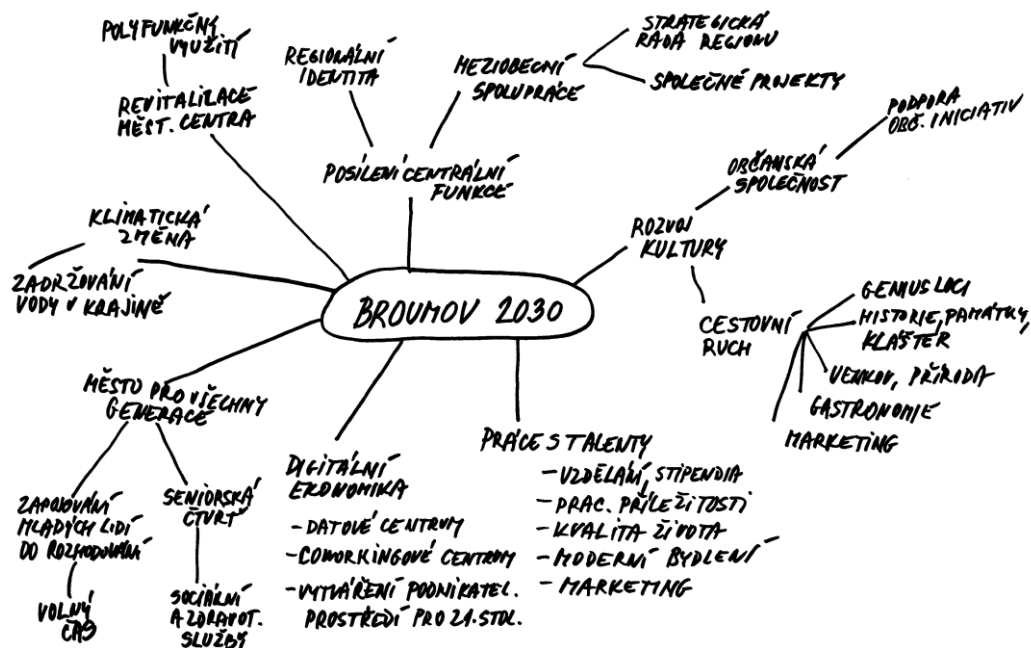 POLYFUNKČNÝ
VYUŽITÍ
REVITALIZACE
MĚST. CENTRA
REGIONÁLNÍ
IDENTITA
MEZIOBECNÍ
SPOLUPRÁCE
STRATEGICKÁ
RADA REGIONU
SPOLEČNÉ PROJEKTY
POSÍLENÍ CENTRÁLNÍ
FUNKCE
PODPORA
OBČ. INICIATIV
OBČANSKÁ
SPOLEČNOST
ROZVOJ
KULTURY
KLIMATICKÁ
ZMĚNA
ZADRŽOVÁNÍ
VODY V KRAJINĚ
BROUMOV 2030
CESTOVNÍ
RUCH
GENIUS LOCI
HISTORIE, PAMÁTKY,
KLÁŠTER
VENKOV, PŘÍRODA
GASTRONOMIE
MARKETING
MĚSTO PRO VŠECHNY
GENERACE
ZAPOJOVÁNÍ
MLADÝCH LIDÍ
DO ROZHODOVÁNÍ
VOLNÝ
ČAS
SENIORSKÁ
ČTVRŤ
SOCIÁLNÍ
A ZDRAVOT.
SLUŽBY
DIGITÁLNÍ
EKONOMIKA
- DATOVÉ CENTRUM
- COWORKINGOVÉ CENTRUM
- VYTVÁŘENÍ PODNIKATEL.
PROSTŘEDÍ PRO 21. STOL.
PRÁCE S TALENTY
- VZDĚLÁNÍ, STIPENDIA
- PRAC. PŘÍLEŽITOSTI
- KVALITA ŽIVOTA
- MODERNÍ BYDLENÍ
- MARKETING